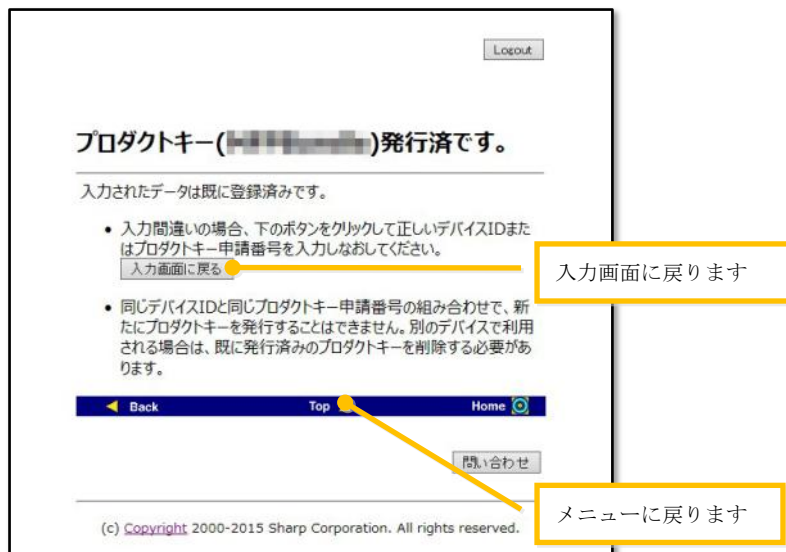 Logout
プロダクトキー()発行済です。
入力されたデータは既に登録済みです。
• 入力間違いの場合、下のボタンをクリックして正しいデバイスIDまた
はプロダクトキー申請番号を入力しなおしてください。
入力画面に戻る
入力画面に戻ります
• 同じデバイスIDと同じプロダクトキー申請番号の組み合わせで、新
たにプロダクトキーを発行することはできません。別のデバイスで利用
される場合は、既に発行済みのプロダクトキーを削除する必要があ
ります。
Back Top Home
問い合わせ
メニューに戻ります
(c) Copyright 2000-2015 Sharp Corporation. All rights reserved.